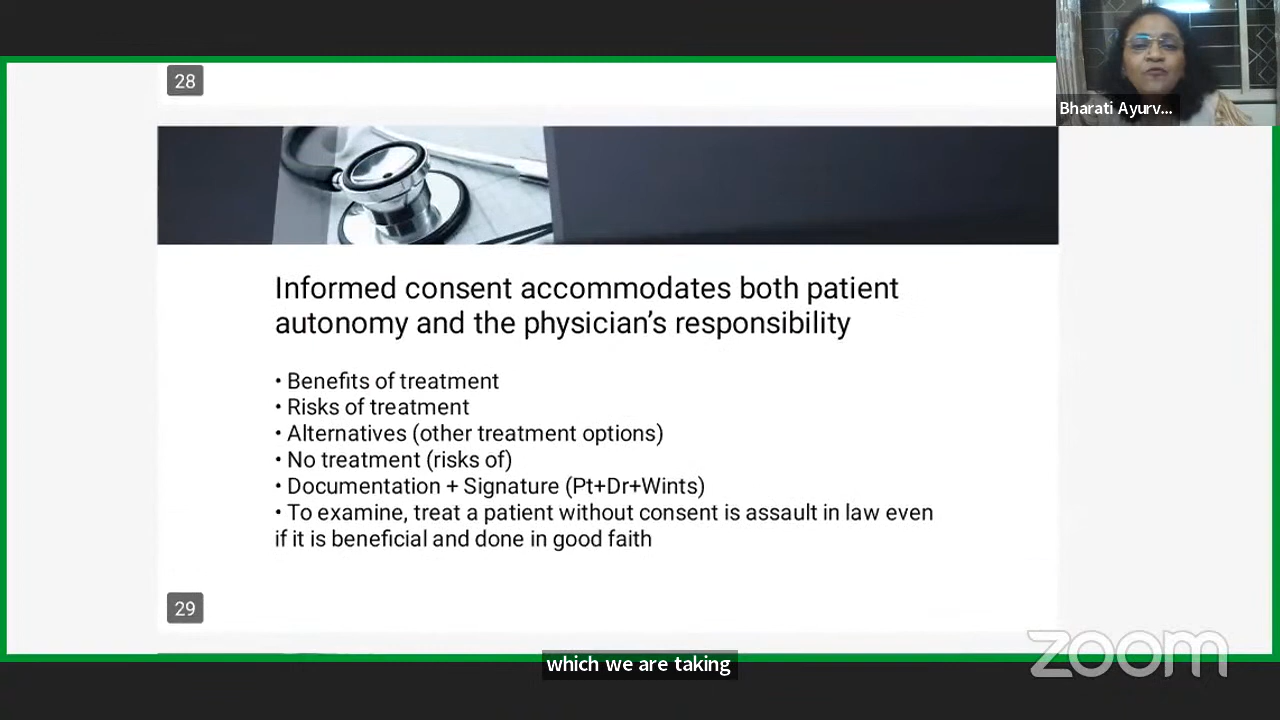 28
Bharati Ayurv...
Informed consent accommodates both patient
autonomy and the physician's responsibility
• Benefits of treatment
• Risks of treatment
• Alternatives (other treatment options)
• No treatment (risks of)
• Documentation + Signature (Pt+Dr+Wints)
• To examine, treat a patient without consent is assault in law even
if it is beneficial and done in good faith
29
zoom
which we are taking